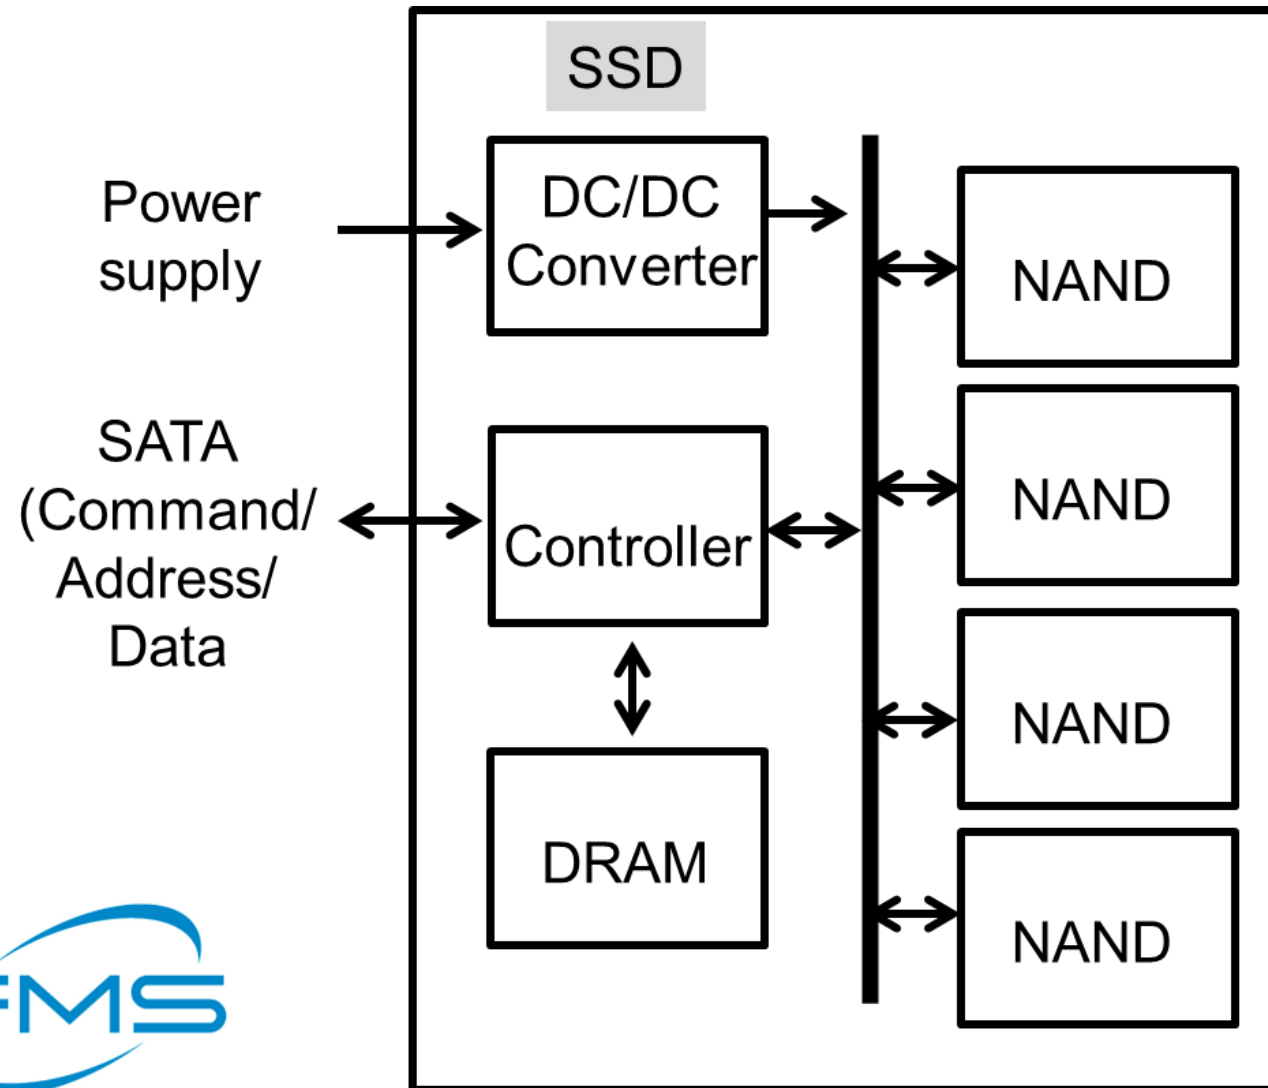 SSD
Power
supply
DC/DC
Converter
NAND
SATA
(Command/
Address/
Data
Controller
NAND
NAND
DRAM
NAND
FMS